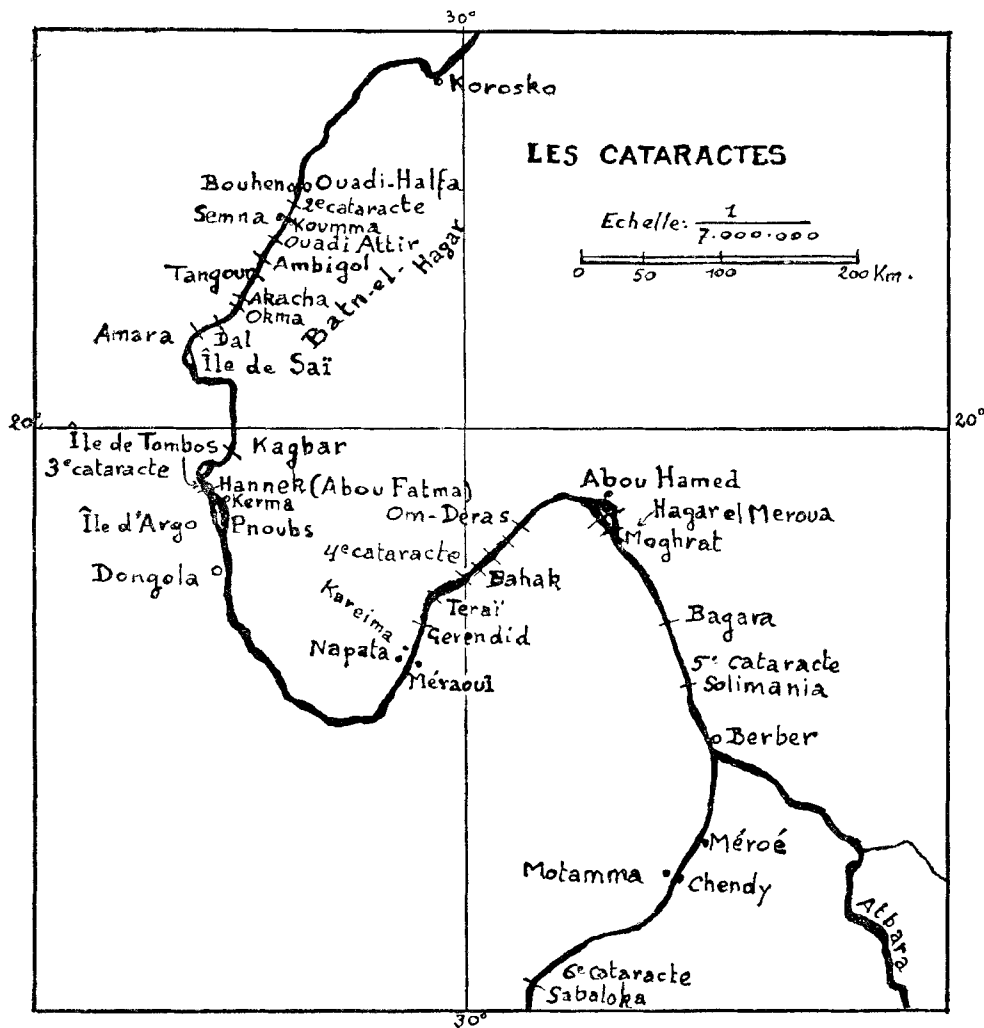 30°
Korosko
LES CATARACTES
Bouhen
Ouadi-Halfa
2e cataracte
Semna
Koumma
Ouadi Attir
Echelle: 1
7.000.000
Ambigol
Tangour
Batn-el-Hagar
0 50 100 200 Km.
Akacha
Okma
Amara
Dal
Île de Saï
20°
20°
Île de Tombos
Kagbar
3e cataracte
Hannek (Abou Fatma)
Abou Hamed
Kerma
Hagar el Meroua
Île d'Argo
Pnoubs
Om-Deras
Moghrat
4e cataracte
Dongola
Bahak
Kareima
Teraï
Gerendid
Bagara
Napata
Méraouï
5e cataracte
Solimania
Berber
Méroé
Motamma
Chendy
Atbara
6e cataracte
Sabaloka
30°